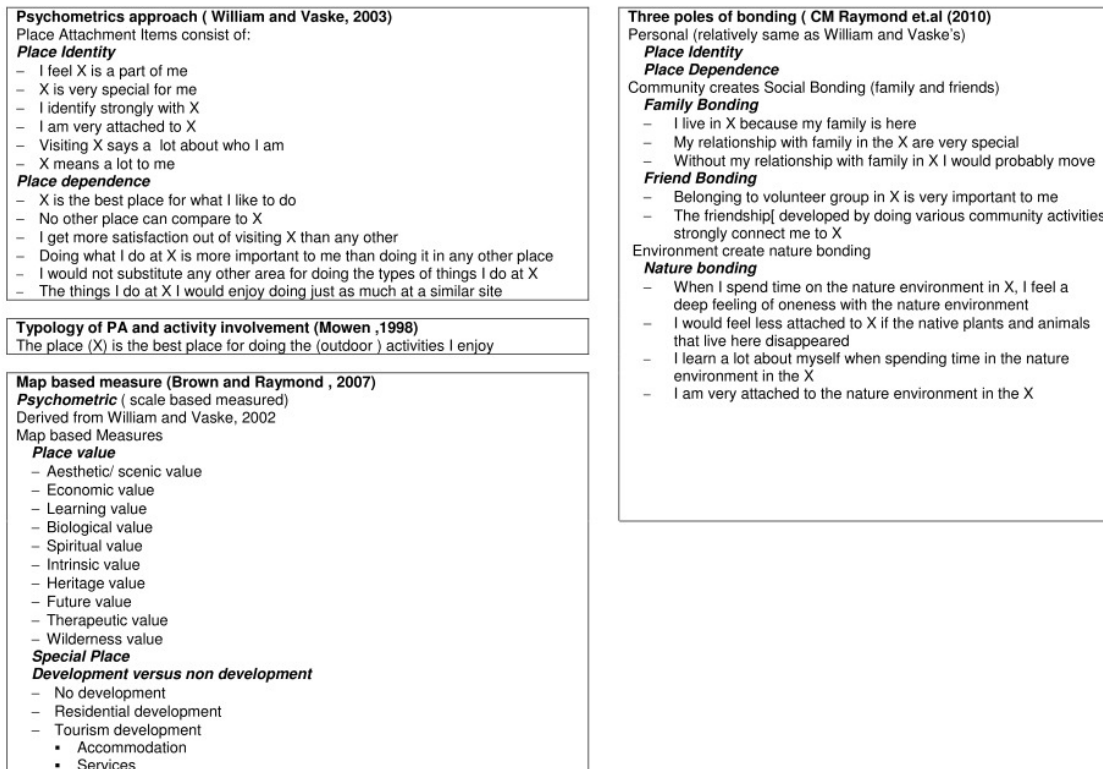 Psychometrics approach ( William and Vaske, 2003)
Place Attachment Items consist of:
Place Identity
– I feel X is a part of me
– X is very special for me
– I identify strongly with X
– I am very attached to X
– Visiting X says a lot about who I am
– X means a lot to me
Place dependence
– X is the best place for what I like to do
– No other place can compare to X
– I get more satisfaction out of visiting X than any other
– Doing what I do at X is more important to me than doing it in any other place
– I would not substitute any other area for doing the types of things I do at X
– The things I do at X I would enjoy doing just as much at a similar site
Typology of PA and activity involvement (Mowen ,1998)
The place (X) is the best place for doing the (outdoor ) activities I enjoy
Map based measure (Brown and Raymond , 2007)
Psychometric ( scale based measured)
Derived from William and Vaske, 2002
Map based Measures
Place value
– Aesthetic/ scenic value
– Economic value
– Learning value
– Biological value
– Spiritual value
– Intrinsic value
– Heritage value
– Future value
– Therapeutic value
– Wilderness value
Special Place
Development versus non development
– No development
– Residential development
– Tourism development
▪ Accommodation
▪ Services
Three poles of bonding ( CM Raymond et.al (2010)
Personal (relatively same as William and Vaske's)
Place Identity
Place Dependence
Community creates Social Bonding (family and friends)
Family Bonding
– I live in X because my family is here
– My relationship with family in the X are very special
– Without my relationship with family in X I would probably move
Friend Bonding
– Belonging to volunteer group in X is very important to me
– The friendship[ developed by doing various community activities
strongly connect me to X
Environment create nature bonding
Nature bonding
– When I spend time on the nature environment in X, I feel a
deep feeling of oneness with the nature environment
– I would feel less attached to X if the native plants and animals
that live here disappeared
– I learn a lot about myself when spending time in the nature
environment in the X
– I am very attached to the nature environment in the X